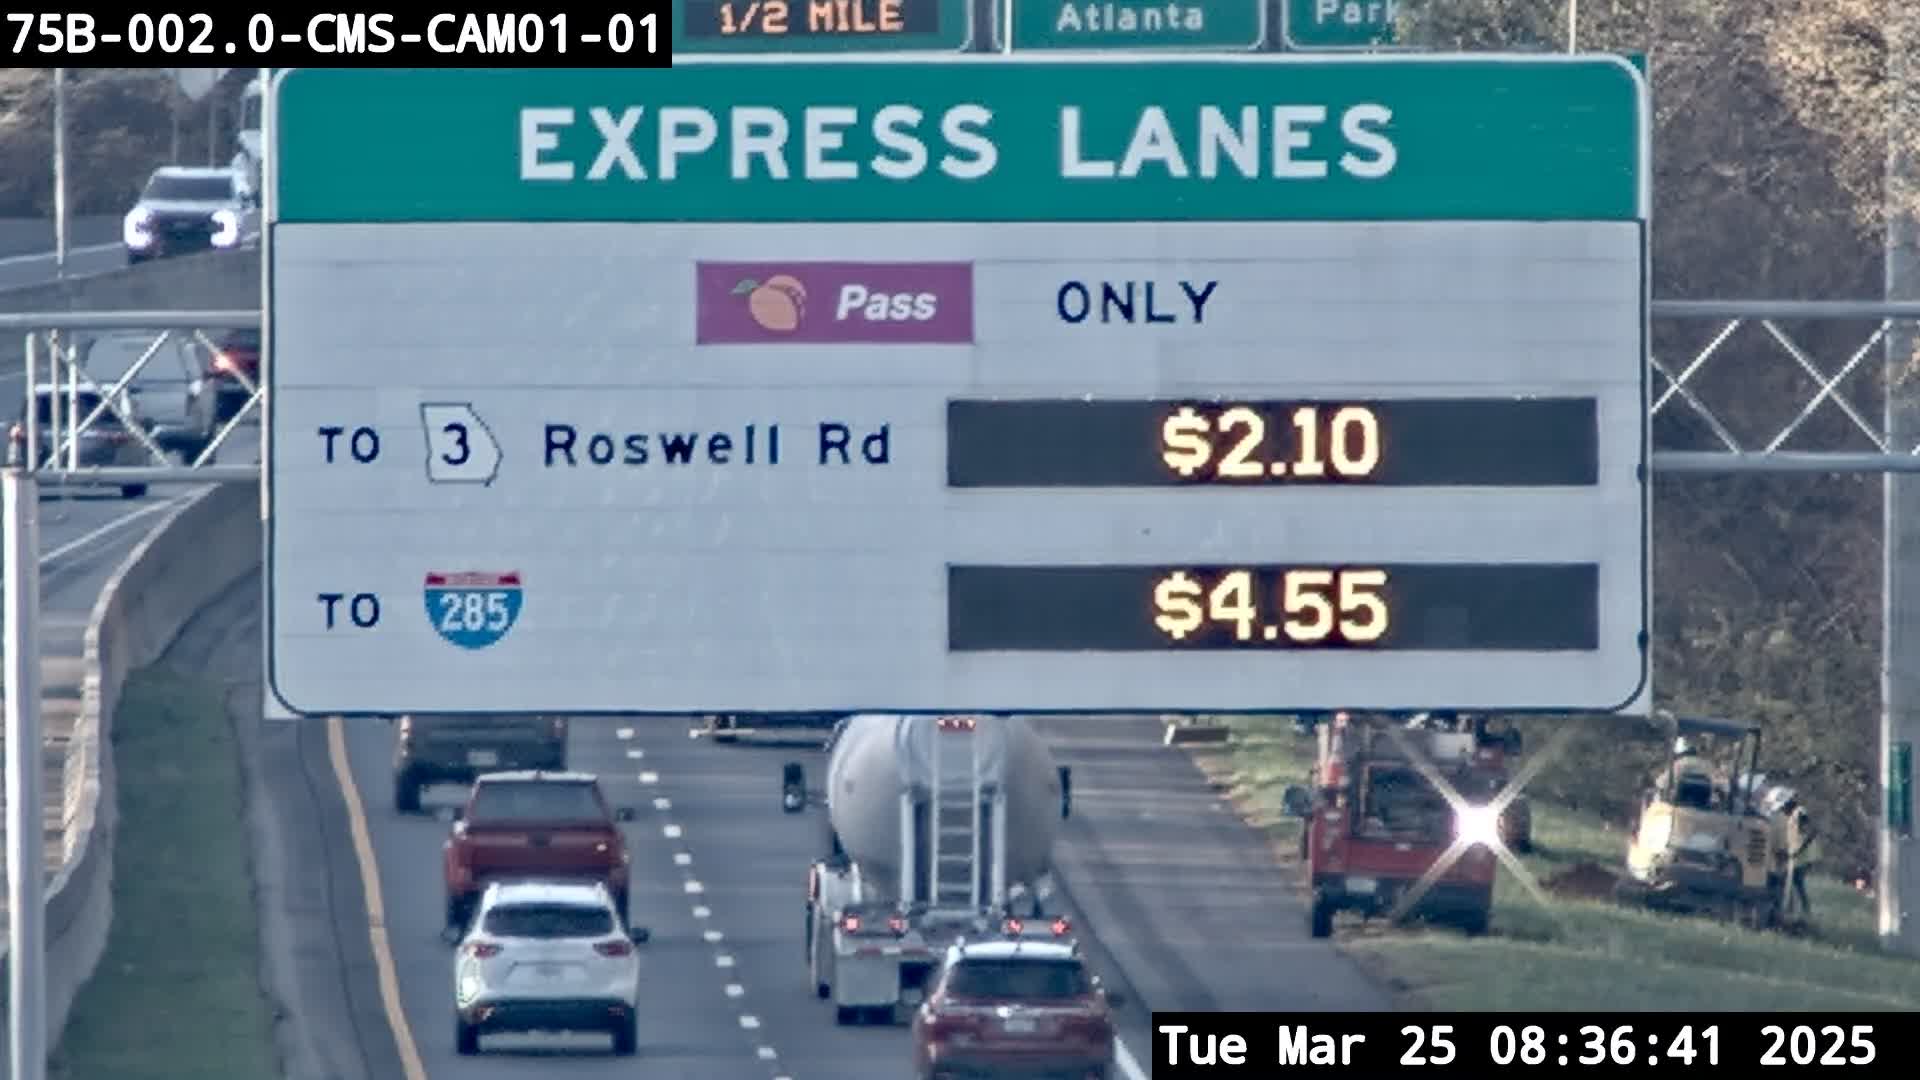 75B-002.0-CMS-CAM01-01
1/2 MILE
Atlanta
EXPRESS LANES
Pass ONLY
TO 3 Roswell Rd $2.10
TO 285 $4.55
Tue Mar 25 08:36:41 2025